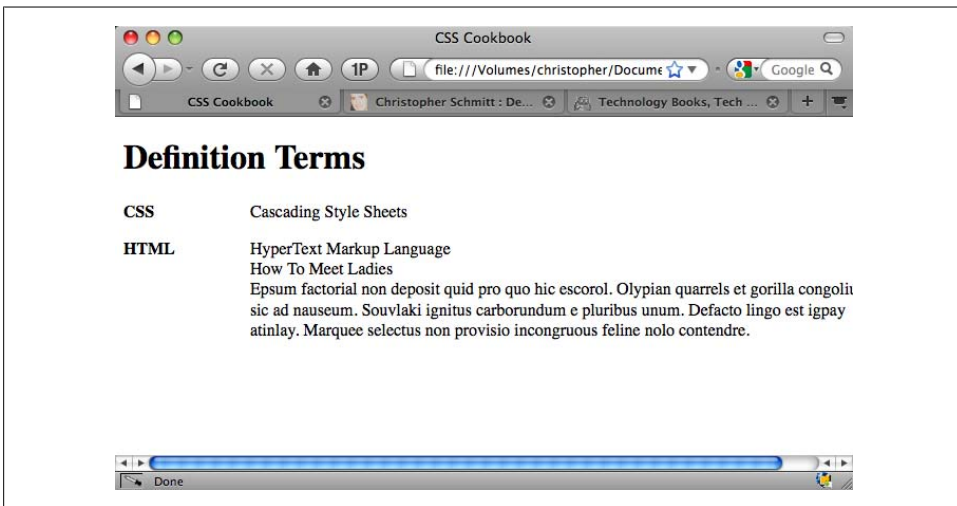 CSS Cookbook
1P file:///Volumes/christopher/Docume Google
CSS Cookbook Christopher Schmitt : De... Technology Books, Tech ... +
Definition Terms
CSS Cascading Style Sheets
HTML HyperText Markup Language
How To Meet Ladies
Epsum factorial non deposit quid pro quo hic escorol. Olypian quarrels et gorilla
sic ad nauseum. Souvlaki ignitus carborundum e pluribus unum. Defacto lingo est igpay
atinlay. Marquee selectus non provisio incongruous feline nolo contendre.
Done